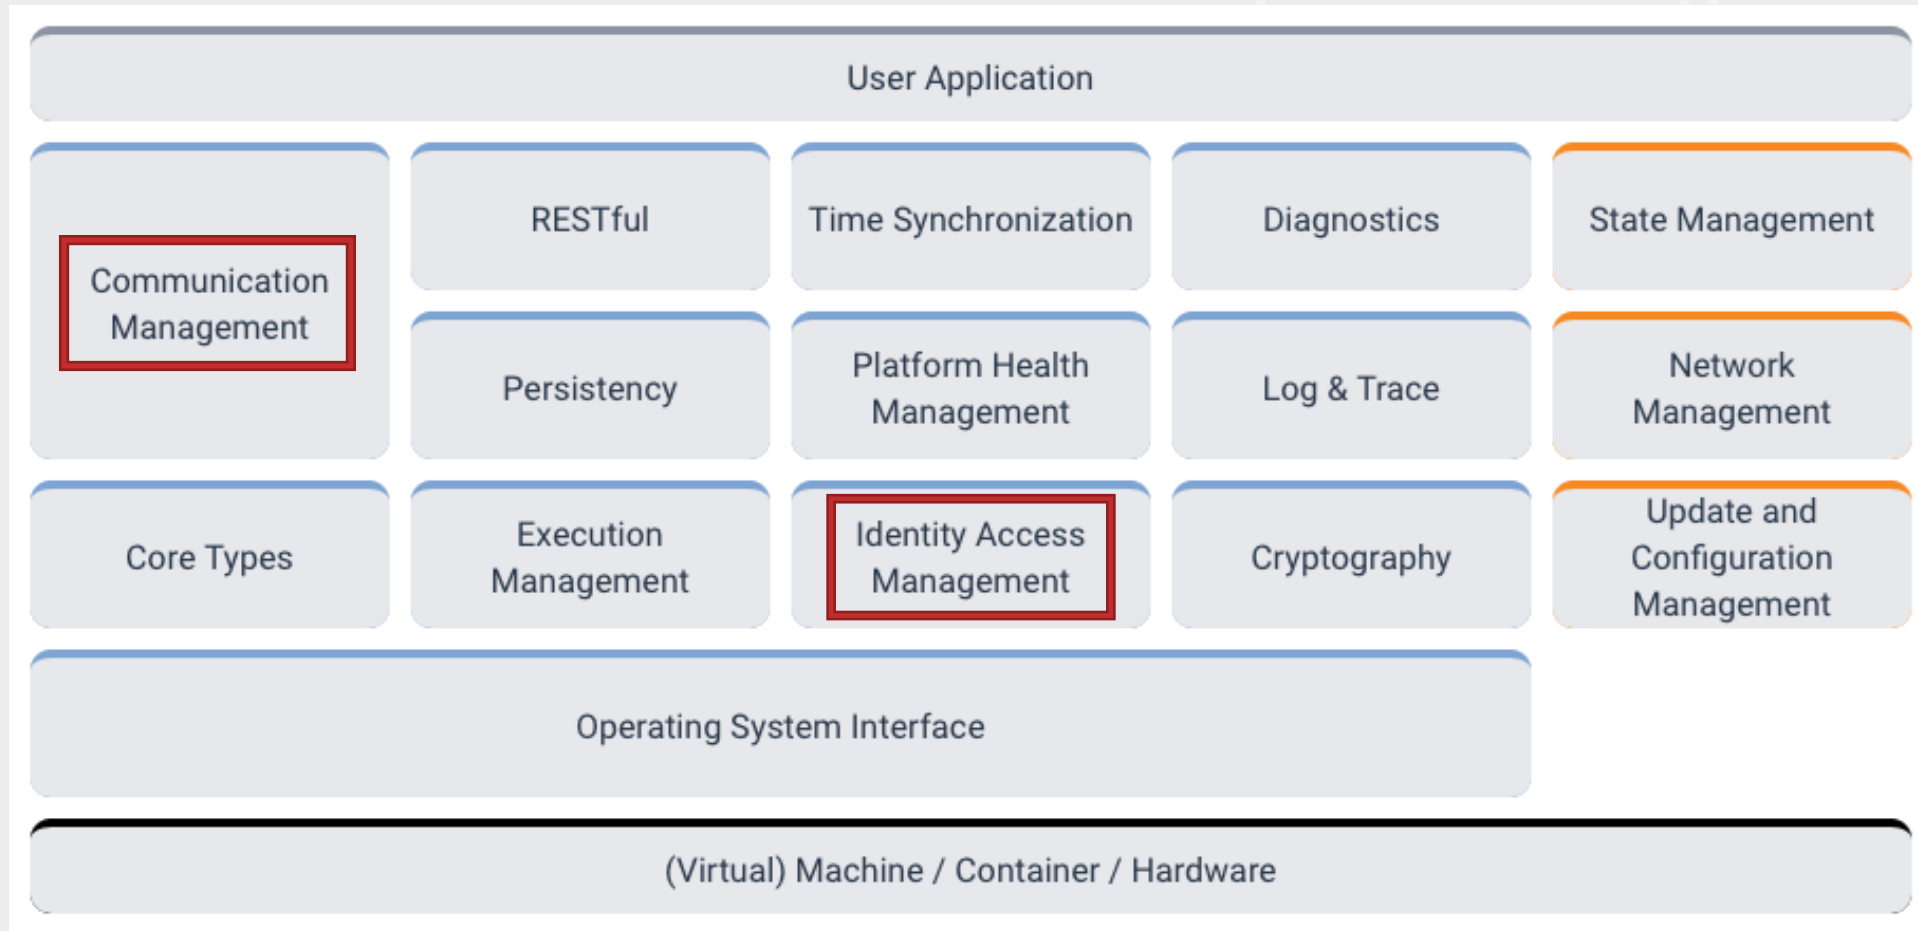 User Application
Communication
Management
RESTful
Time Synchronization
Diagnostics
State Management
Persistency
Platform Health
Management
Log & Trace
Network
Management
Core Types
Execution
Management
Identity Access
Management
Cryptography
Update and
Configuration
Management
Operating System Interface
(Virtual) Machine / Container / Hardware